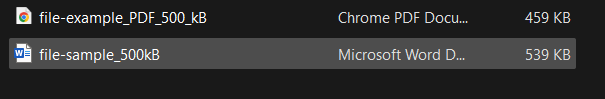 file-example_PDF_500_kB Chrome PDF Docu... 459 KB
file-sample_500kB Microsoft Word D... 539 KB